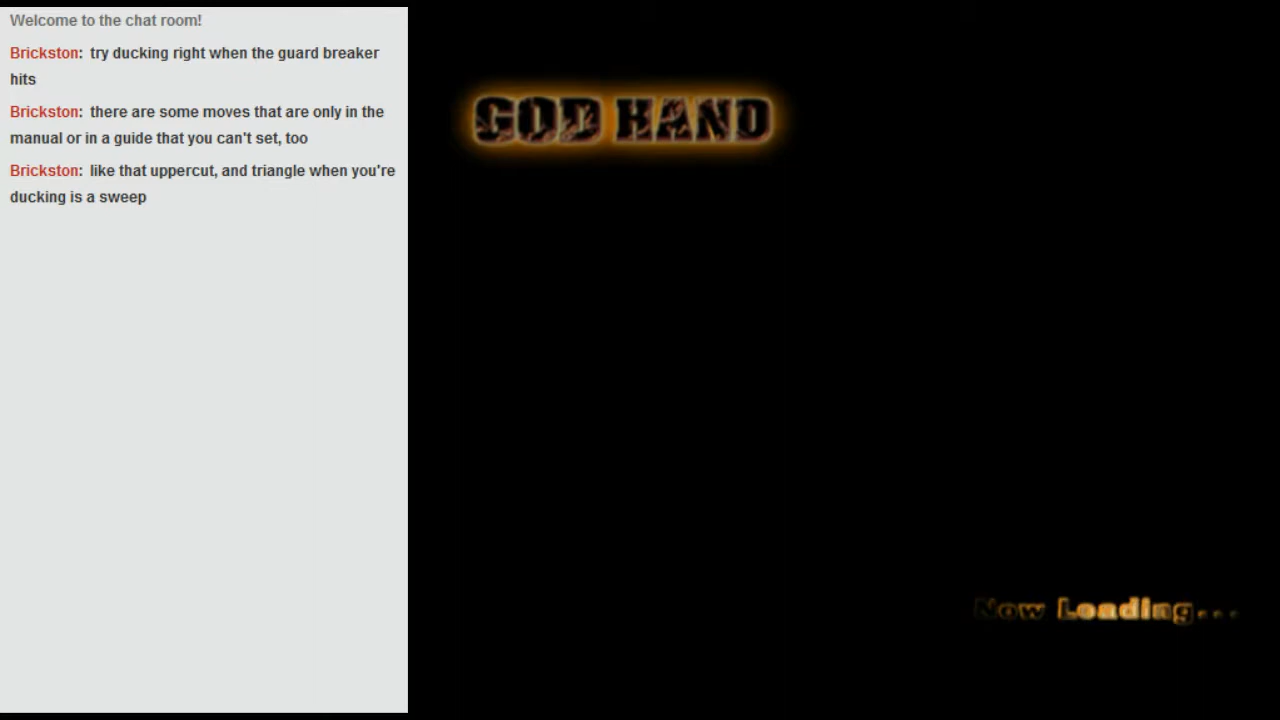 Welcome to the chat room!
Brickston: try ducking right when the guard breaker
hits
Brickston: there are some moves that are only in the
manual or in a guide that you can't set, too
Brickston: like that uppercut, and triangle when you're
ducking is a sweep
GOD HAND
Now Loading...